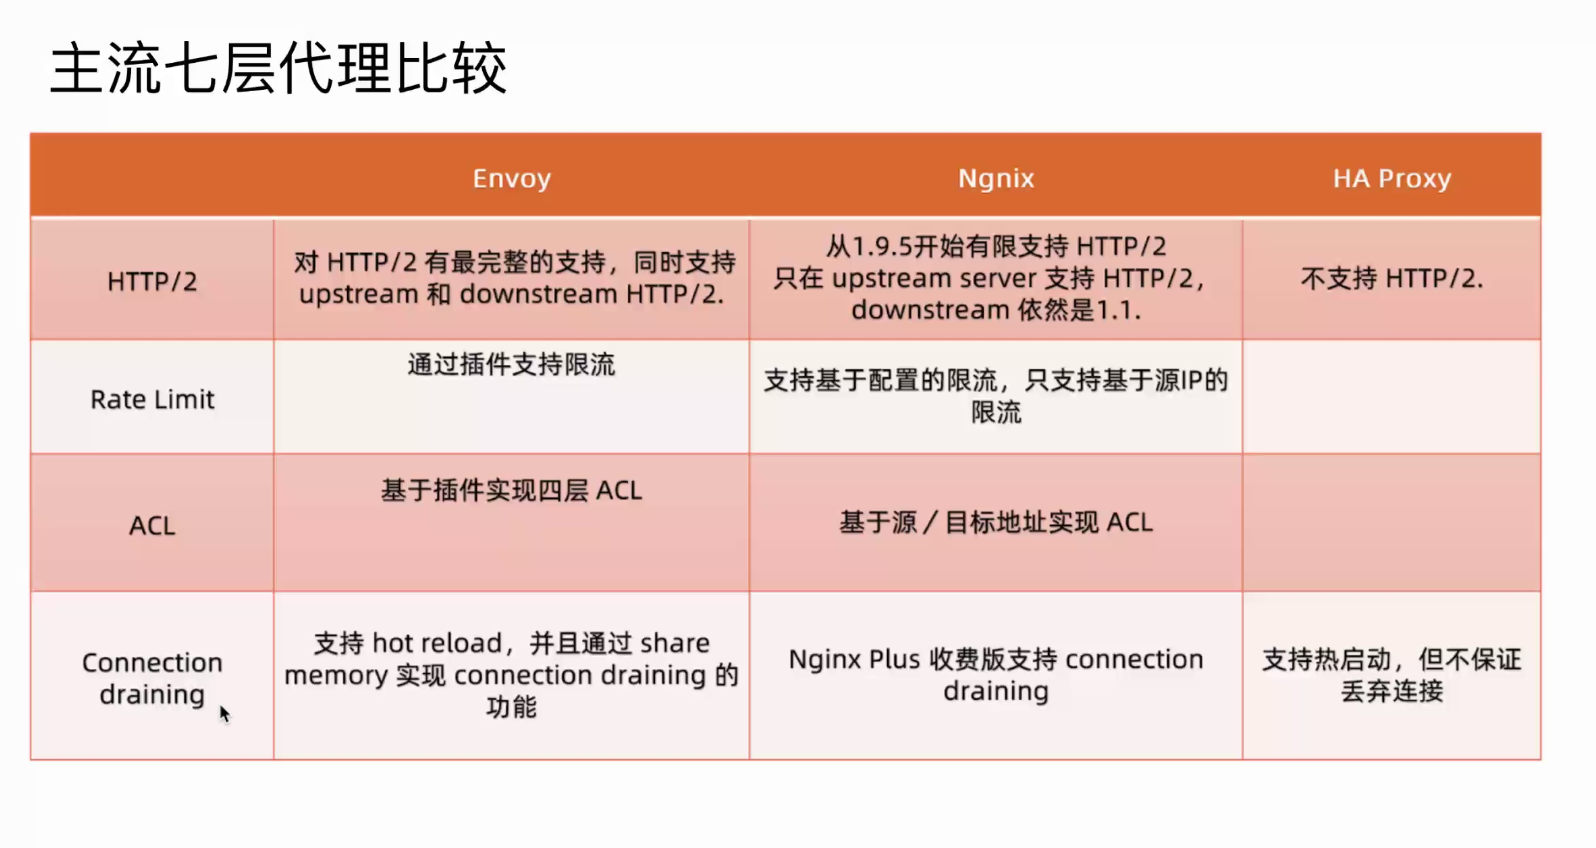 主流七层代理比较
Envoy
Ngnix
HA Proxy
HTTP/2
对 HTTP/2 有最完整的支持，同时支持
upstream 和 downstream HTTP/2.
从1.9.5开始有限支持 HTTP/2
只在 upstream server 支持 HTTP/2，
downstream 依然是1.1.
不支持 HTTP/2.
Rate Limit
通过插件支持限流
支持基于配置的限流，只支持基于源IP的
限流
ACL
基于插件实现四层 ACL
基于源／目标地址实现 ACL
Connection
draining
支持 hot reload，并且通过 share
memory 实现 connection draining 的
功能
Nginx Plus 收费版支持 connection
draining
支持热启动，但不保证
丢弃连接